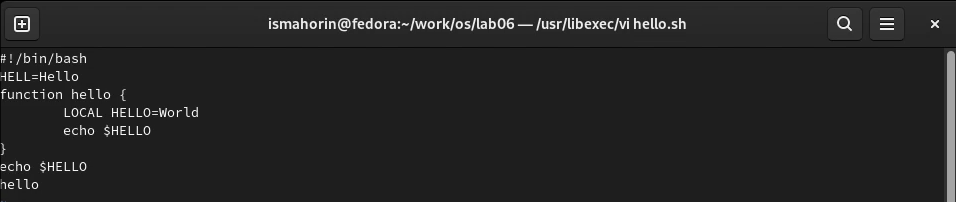 ismahorin@fedora:~/work/os/lab06 — /usr/libexec/vi hello.sh
#!/bin/bash
HELL=Hello
function hello {
        LOCAL HELLO=World
        echo $HELLO
}
echo $HELLO
hello